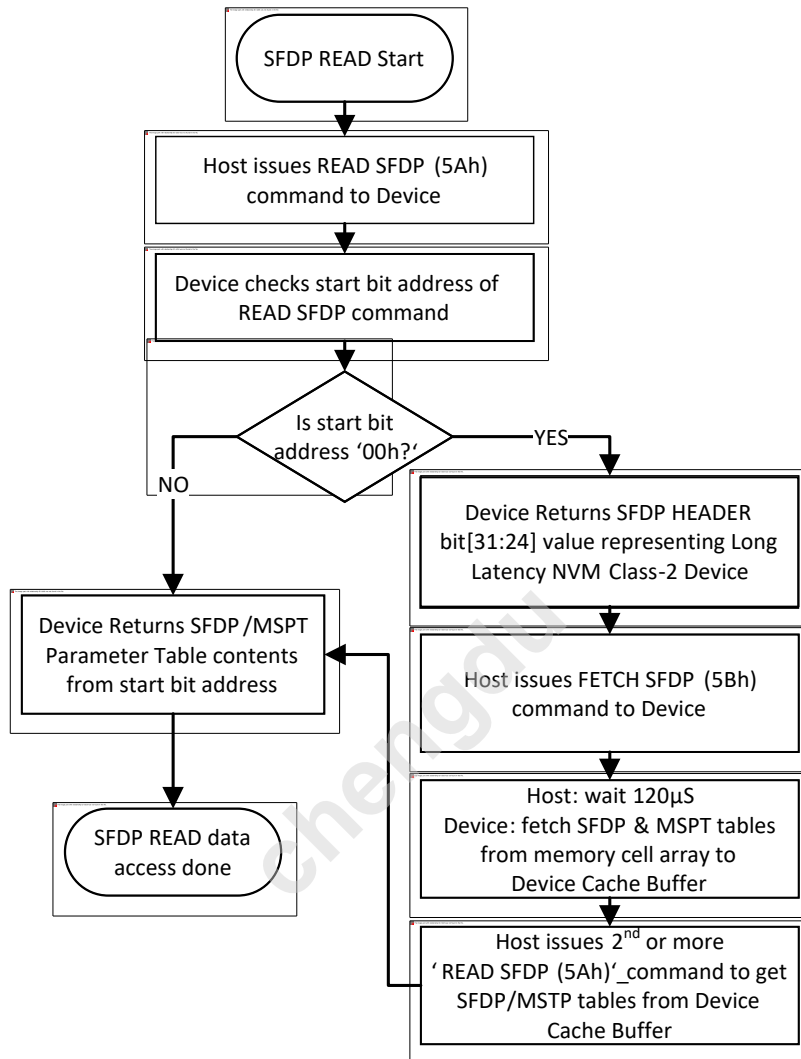 SFDP READ Start
Host issues READ SFDP (5Ah)
command to Device
Device checks start bit address of
READ SFDP command
Is start bit
address ‘00h?‘
YES
NO
Device Returns SFDP HEADER
bit[31:24] value representing Long
Latency NVM Class-2 Device
Device Returns SFDP/MSPT
Parameter Table contents
from start bit address
Host issues FETCH SFDP (5Bh)
command to Device
Host: wait 120µS
Device: fetch SFDP & MSPT tables
from memory cell array to
Device Cache Buffer
SFDP READ data
access done
Host issues 2nd or more
‘ READ SFDP (5Ah)‘_command to get
SFDP/MSTP tables from Device
Cache Buffer
chengdu